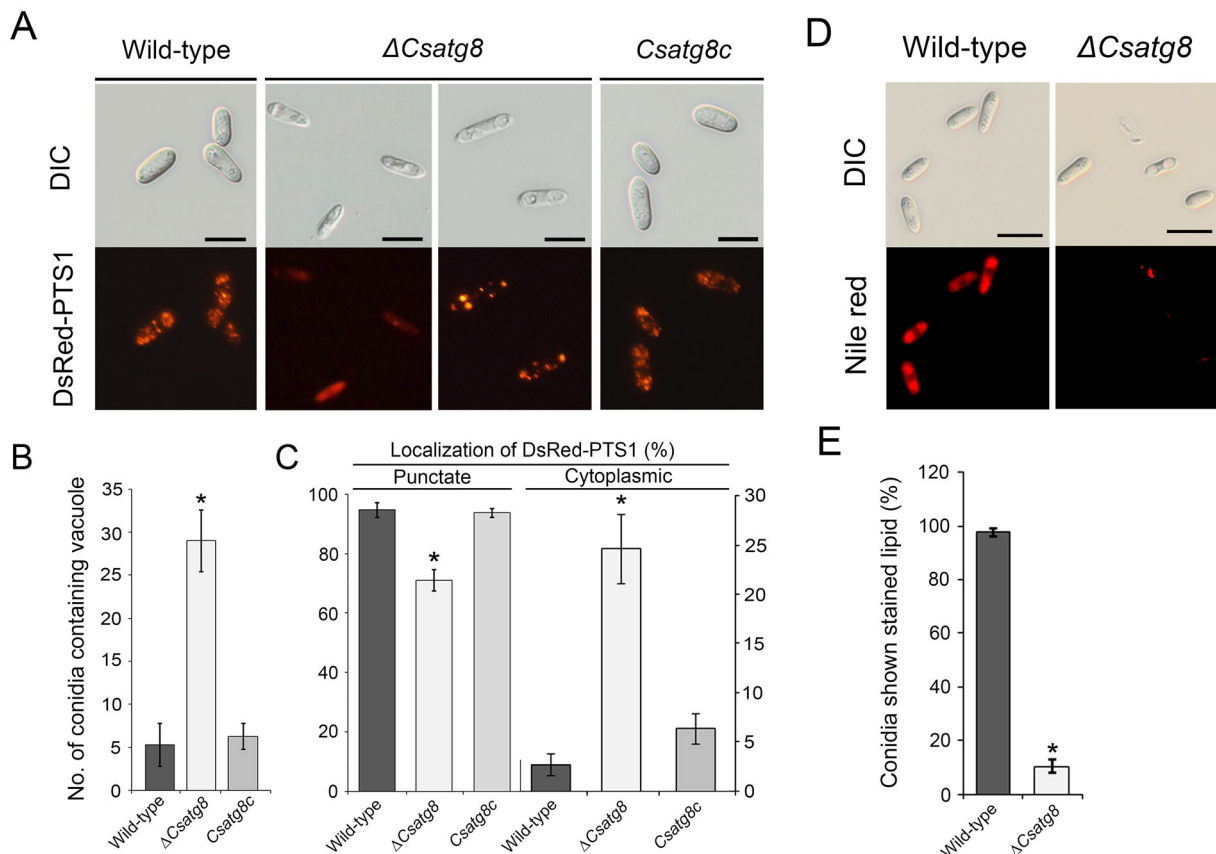 A
Wild-type ΔCsatg8 Csatg8c
DIC
DsRed-PTS1
D
Wild-type ΔCsatg8
DIC
Nile red
B
No. of conidia containing vacuole
35
30
25
20
15
10
5
0
Wild-type ΔCsatg8 Csatg8c
*
C
Localization of DsRed-PTS1 (%)
Punctate Cytoplasmic
100
80
60
40
20
0
*
*
30
25
20
15
10
5
0
Wild-type ΔCsatg8 Csatg8c Wild-type ΔCsatg8 Csatg8c
E
Conidia shown stained lipid (%)
120
100
80
60
40
20
0
*
Wild-type ΔCsatg8